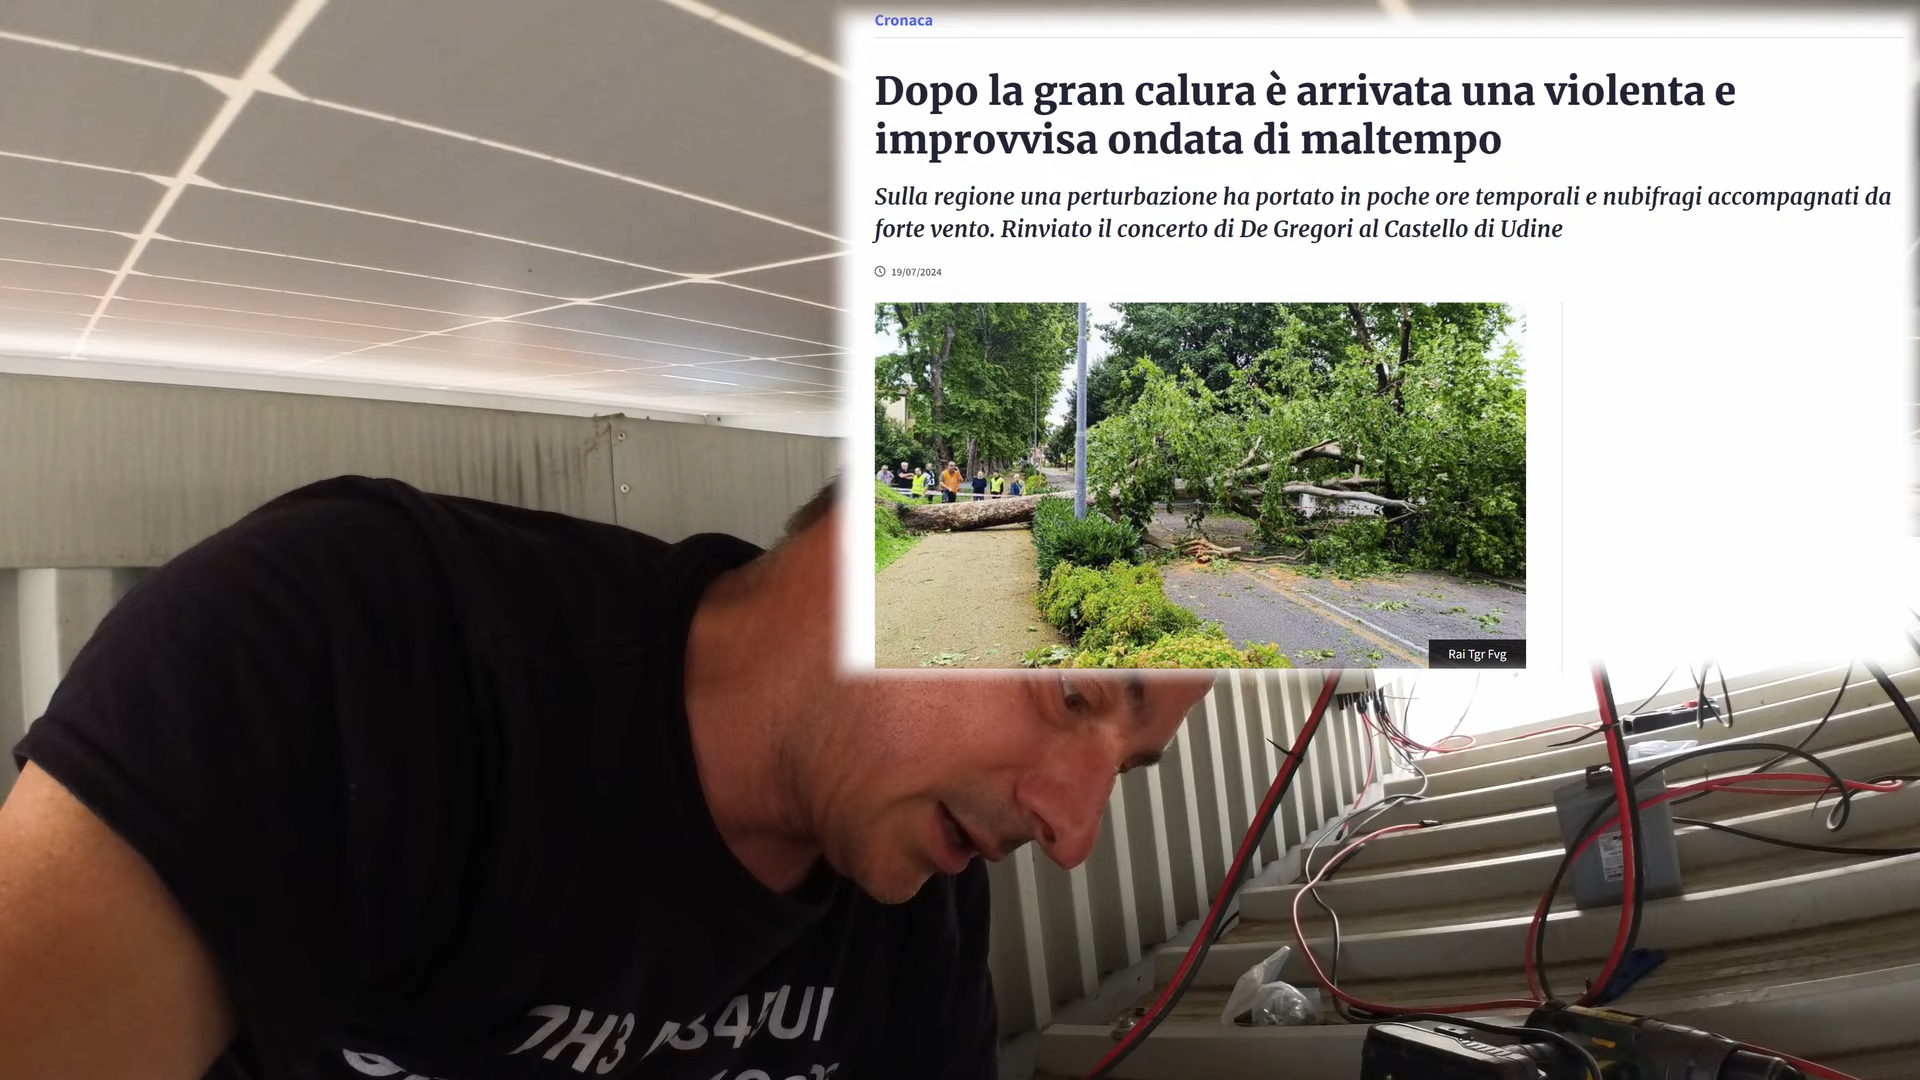 Cronaca
Dopo la gran calura è arrivata una violenta e
improvvisa ondata di maltempo
Sulla regione una perturbazione ha portato in poche ore temporali e nubifragi accompagnati da
forte vento. Rinviato il concerto di De Gregori al Castello di Udine
19/07/2024
Rai Tgr Fvg